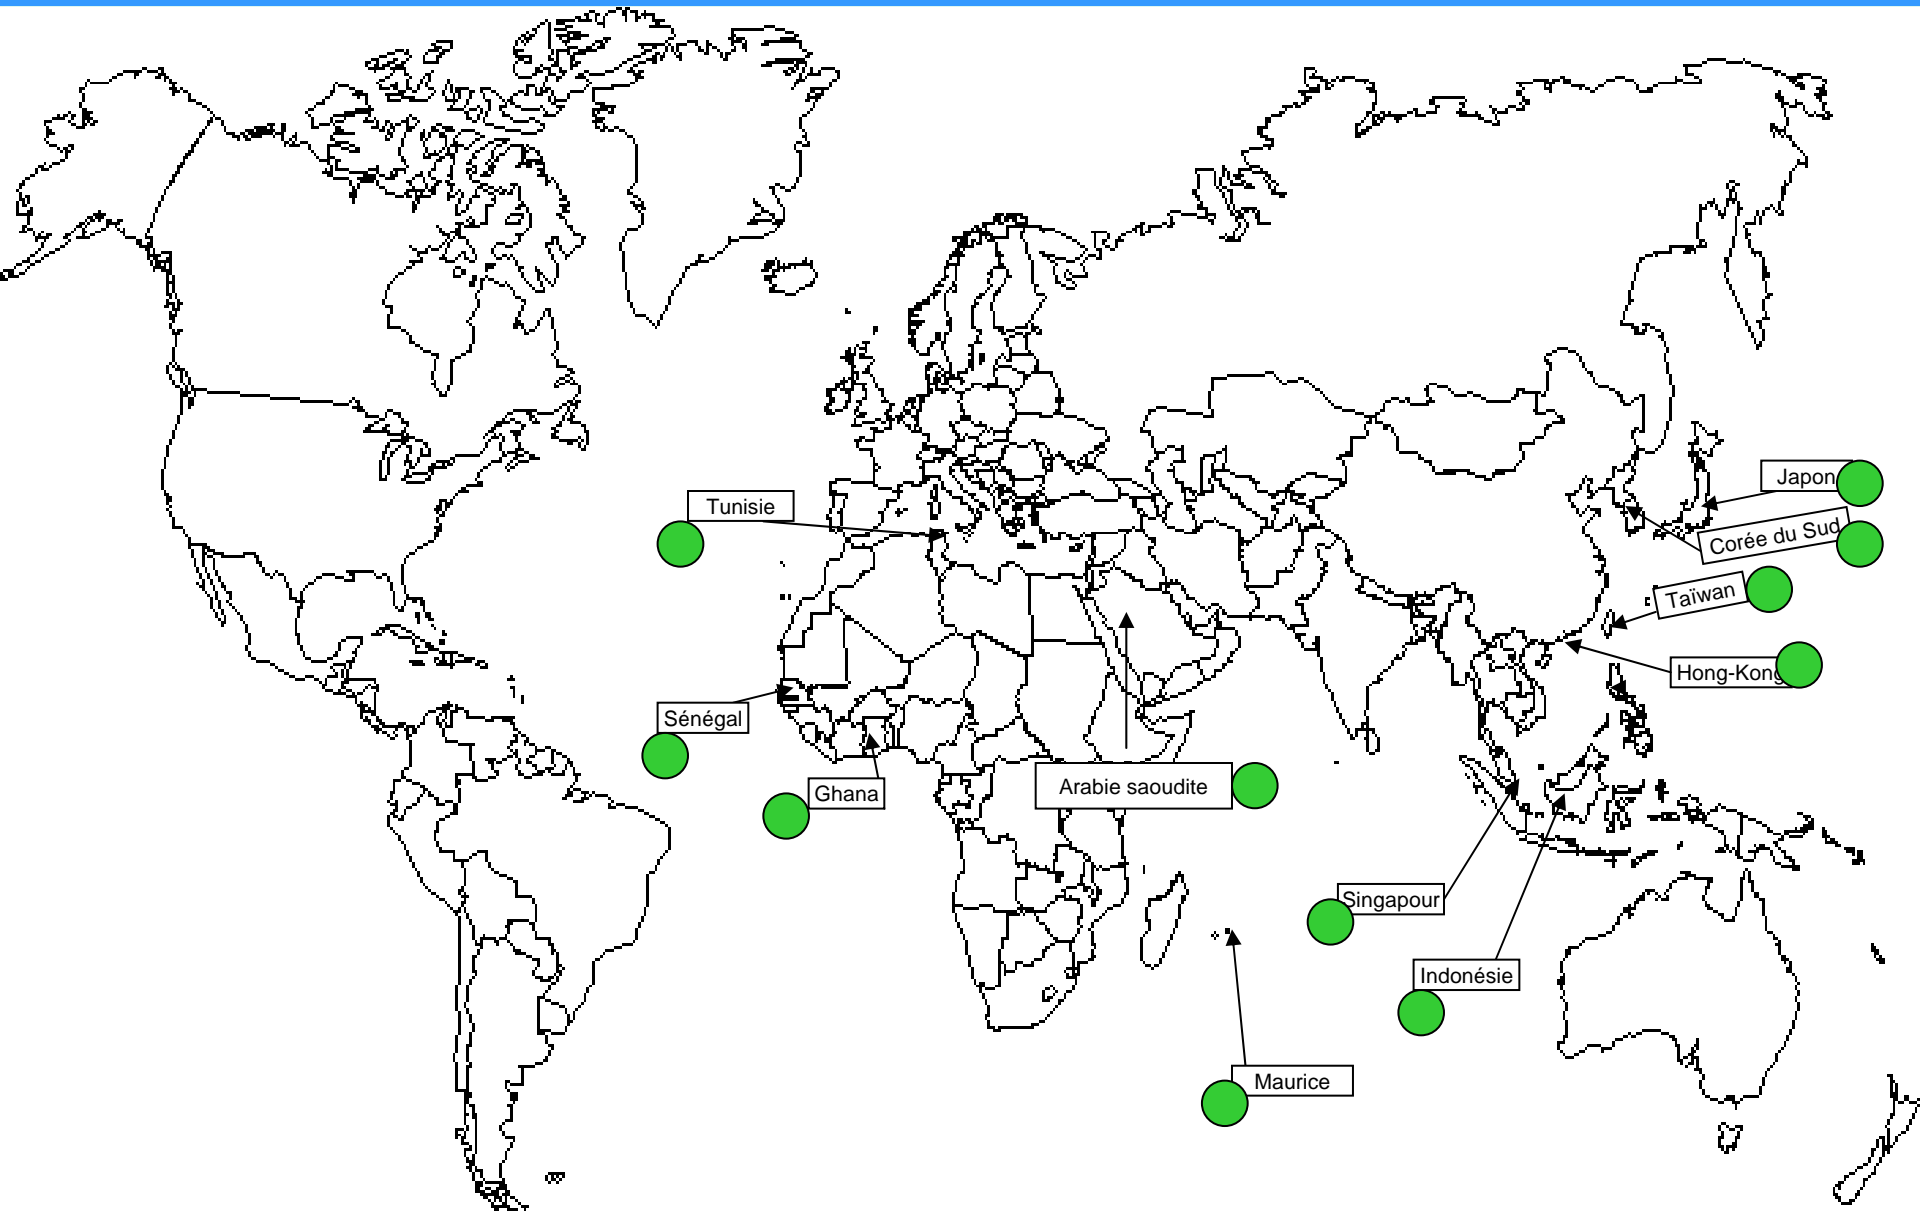 Japon
Tunisie
Corée du Sud
Taïwan
Hong-Kong
Sénégal
Ghana
Arabie saoudite
Singapour
Indonésie
Maurice